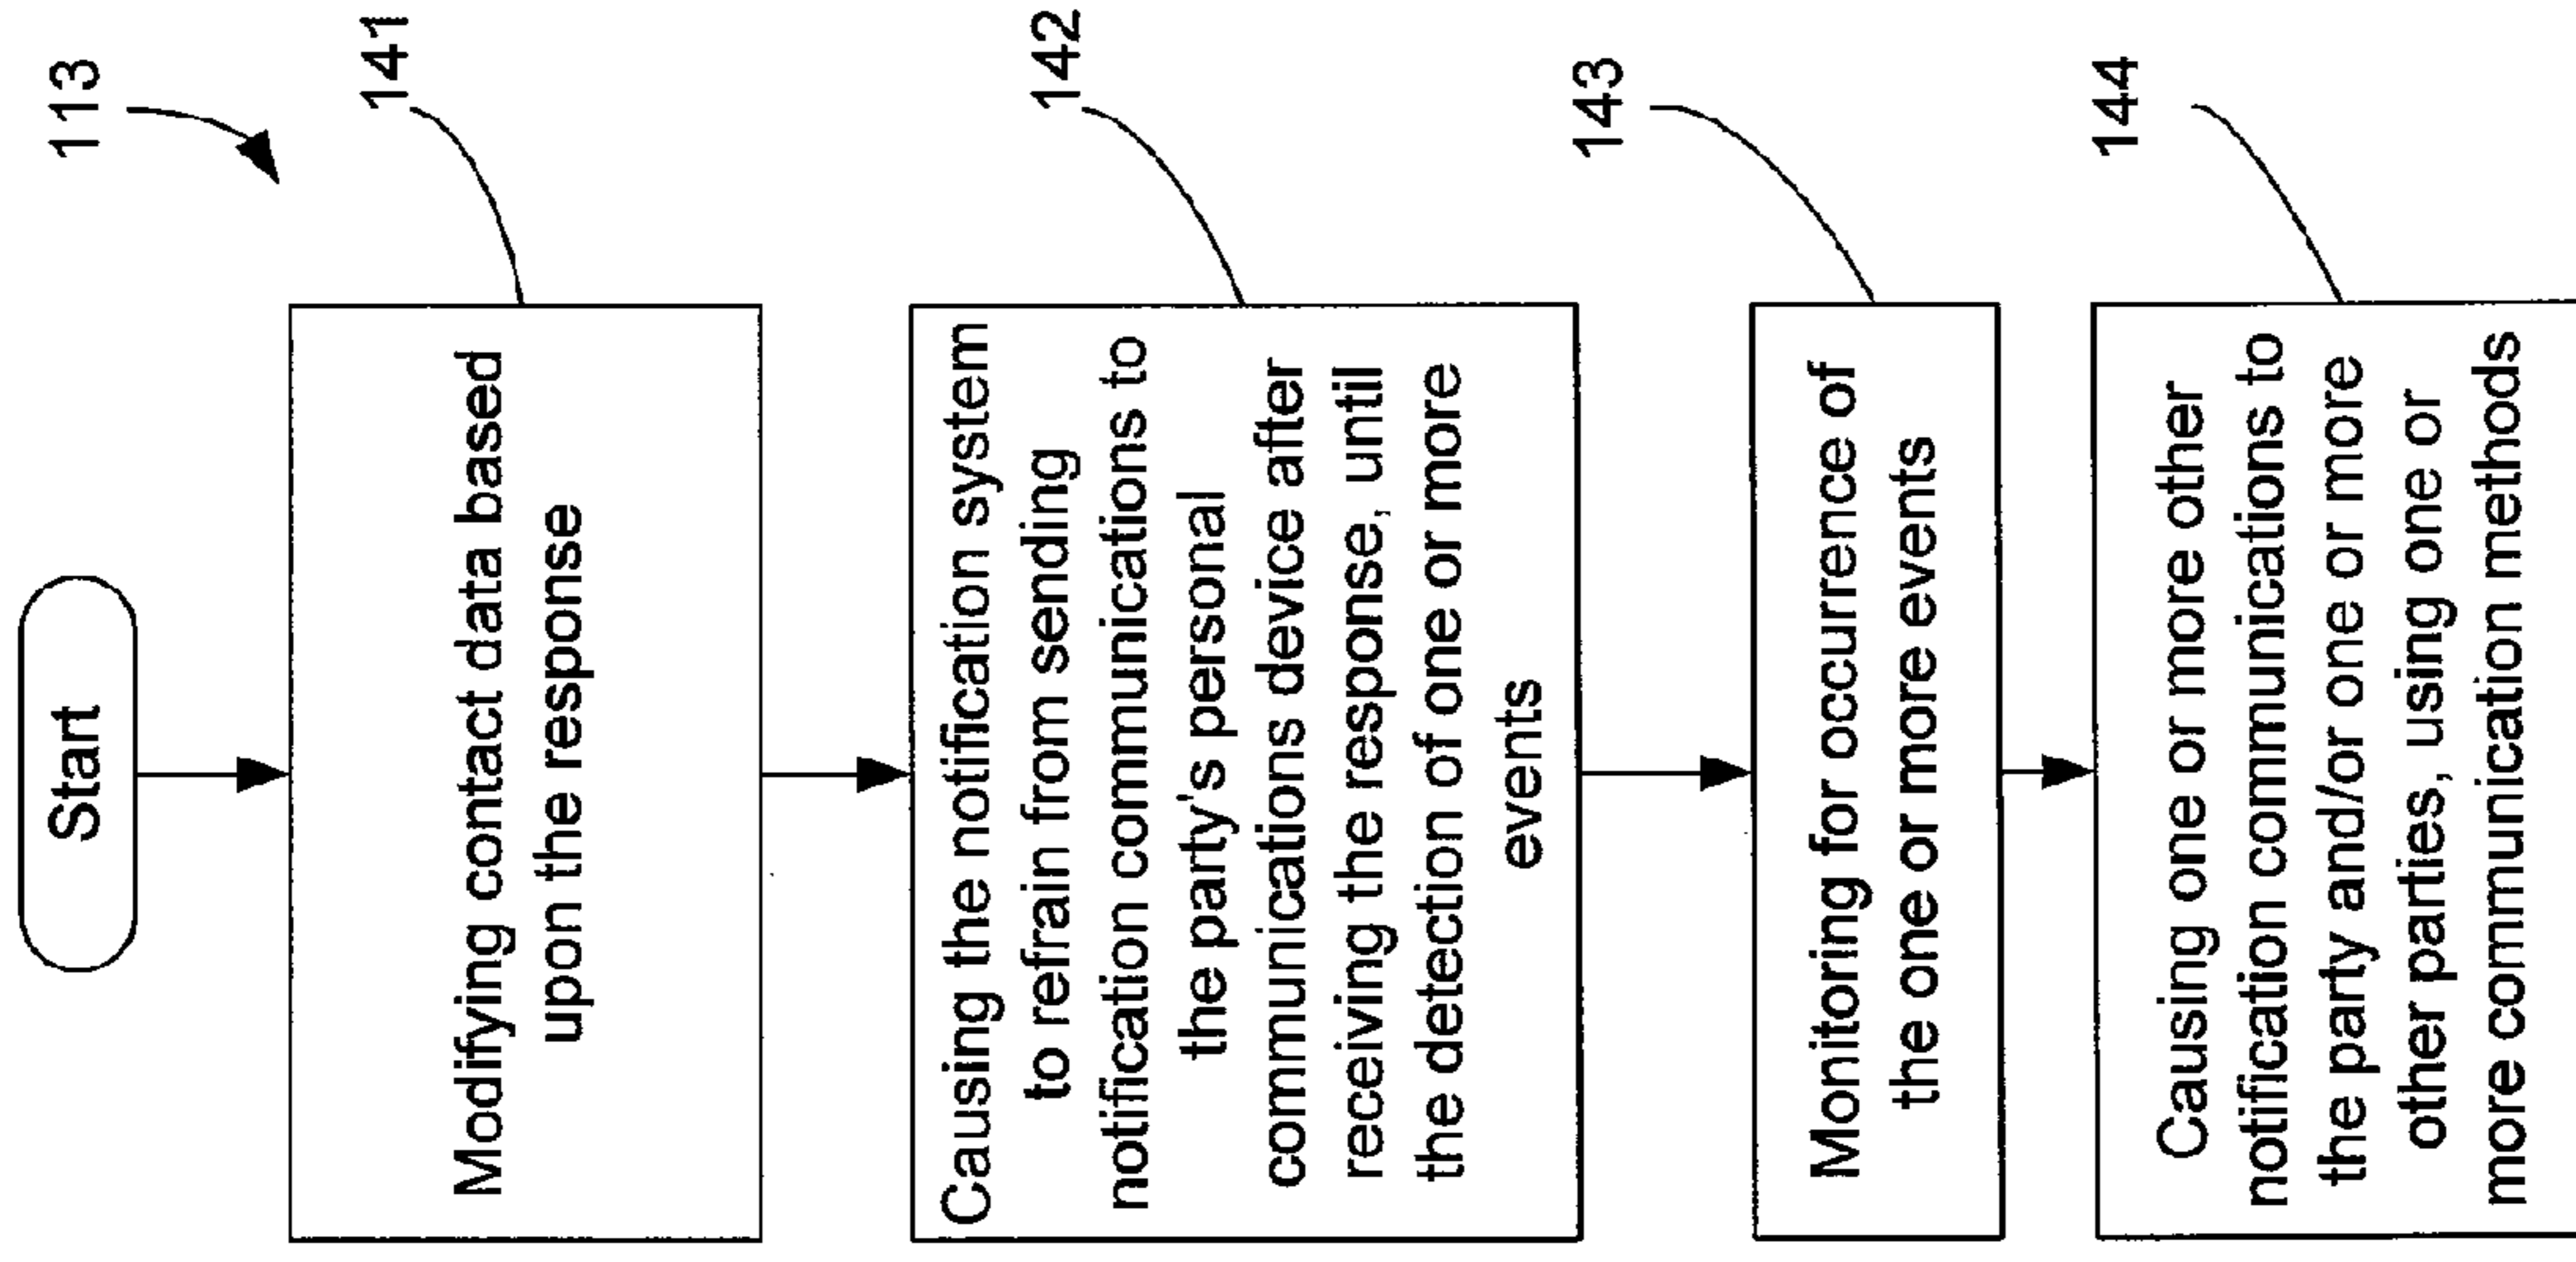 113
Start
141
Modifying contact data based
upon the response
142
Causing the notification system
to refrain from sending
notification communications to
the party's personal
communications device after
receiving the response, until
the detection of one or more
events
143
Monitoring for occurrence of
the one or more events
144
Causing one or more other
notification communications to
the party and/or one or more
other parties, using one or
more communication methods